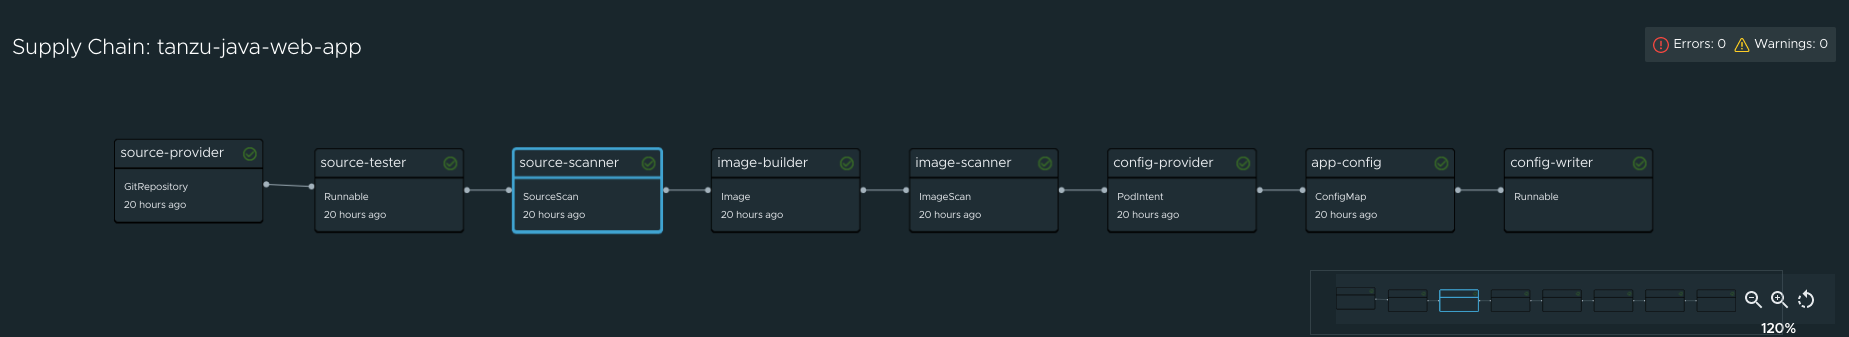 Supply Chain: tanzu-java-web-app
Errors: 0 Warnings: 0
source-provider
GitRepository
20 hours ago
source-tester
Runnable
20 hours ago
source-scanner
SourceScan
20 hours ago
image-builder
Image
20 hours ago
image-scanner
ImageScan
20 hours ago
config-provider
PodIntent
20 hours ago
app-config
ConfigMap
20 hours ago
config-writer
Runnable
120%